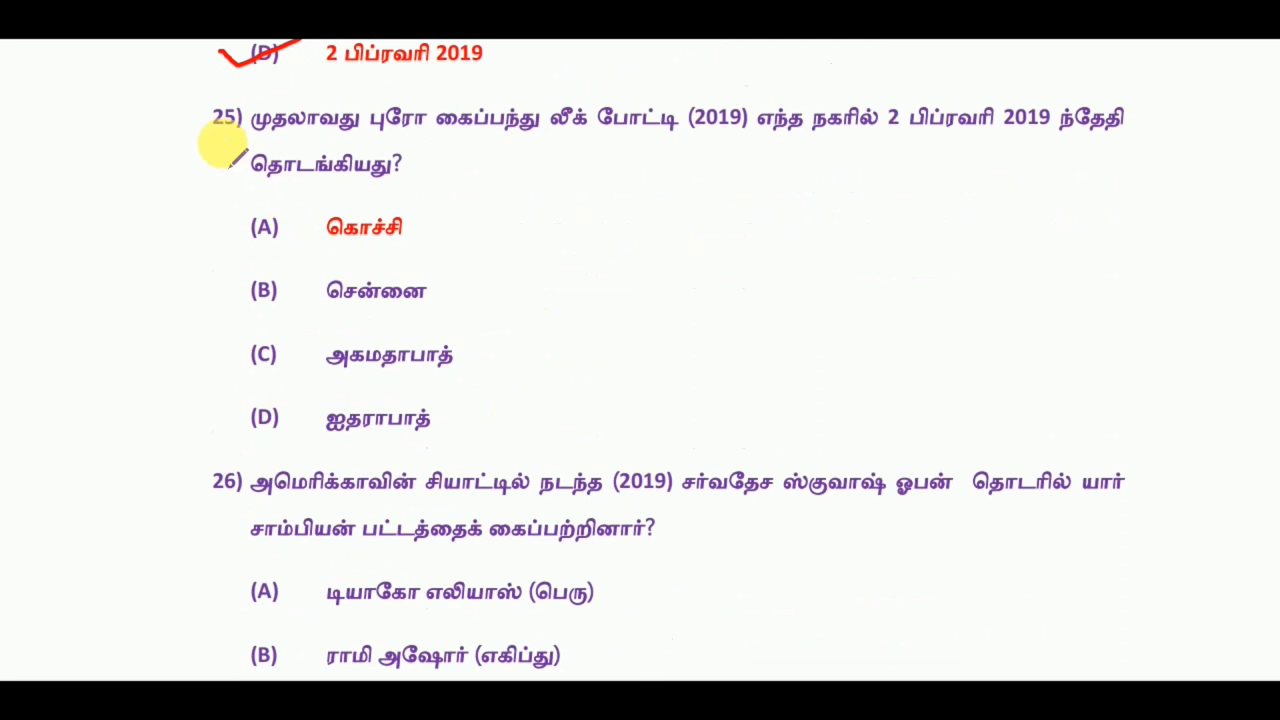 (D) 2 பிப்ரவரி 2019
25) முதலாவது புரோ கைப்பந்து லீக் போட்டி (2019) எந்த நகரில் 2 பிப்ரவரி 2019 ந்தேதி
தொடங்கியது?
(A) கொச்சி
(B) சென்னை
(C) அகமதாபாத்
(D) ஐதராபாத்
26) அமெரிக்காவின் சியாட்டில் நடந்த (2019) சர்வதேச ஸ்குவாஷ் ஓபன் தொடரில் யார்
சாம்பியன் பட்டத்தைக் கைப்பற்றினார்?
(A) டியாகோ எலியாஸ் (பெரு)
(B) ராமி அஷோர் (எகிப்து)